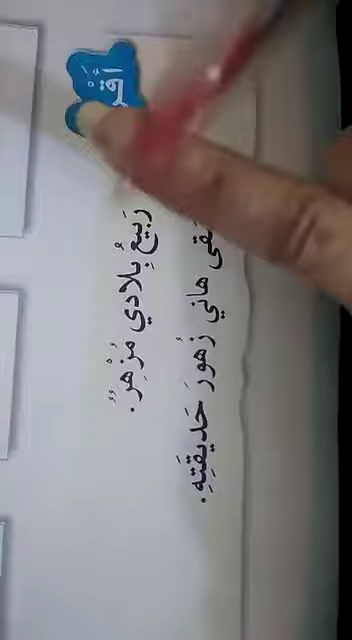 رَبيعُ بِلادي مُزْهِرٌ.
هاني زُهورَ حَديقَتِهِ.